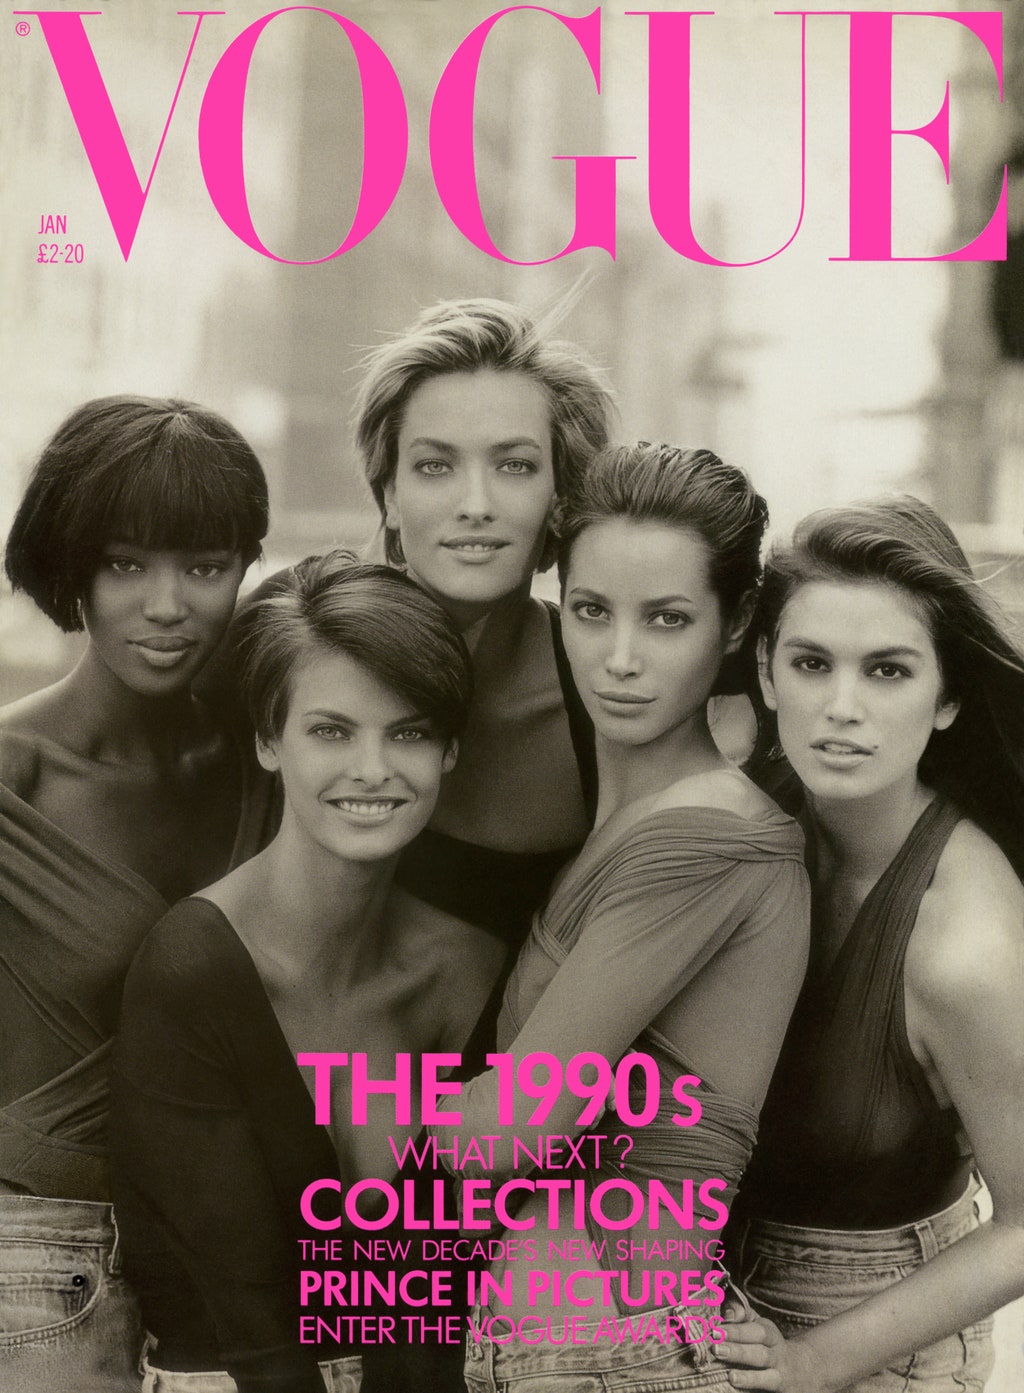 VOGUE
®
JAN
£2·20
THE 1990s
WHAT NEXT?
COLLECTIONS
THE NEW DECADE'S NEW SHAPING
PRINCE IN PICTURES
ENTER THE VOGUE AWARDS